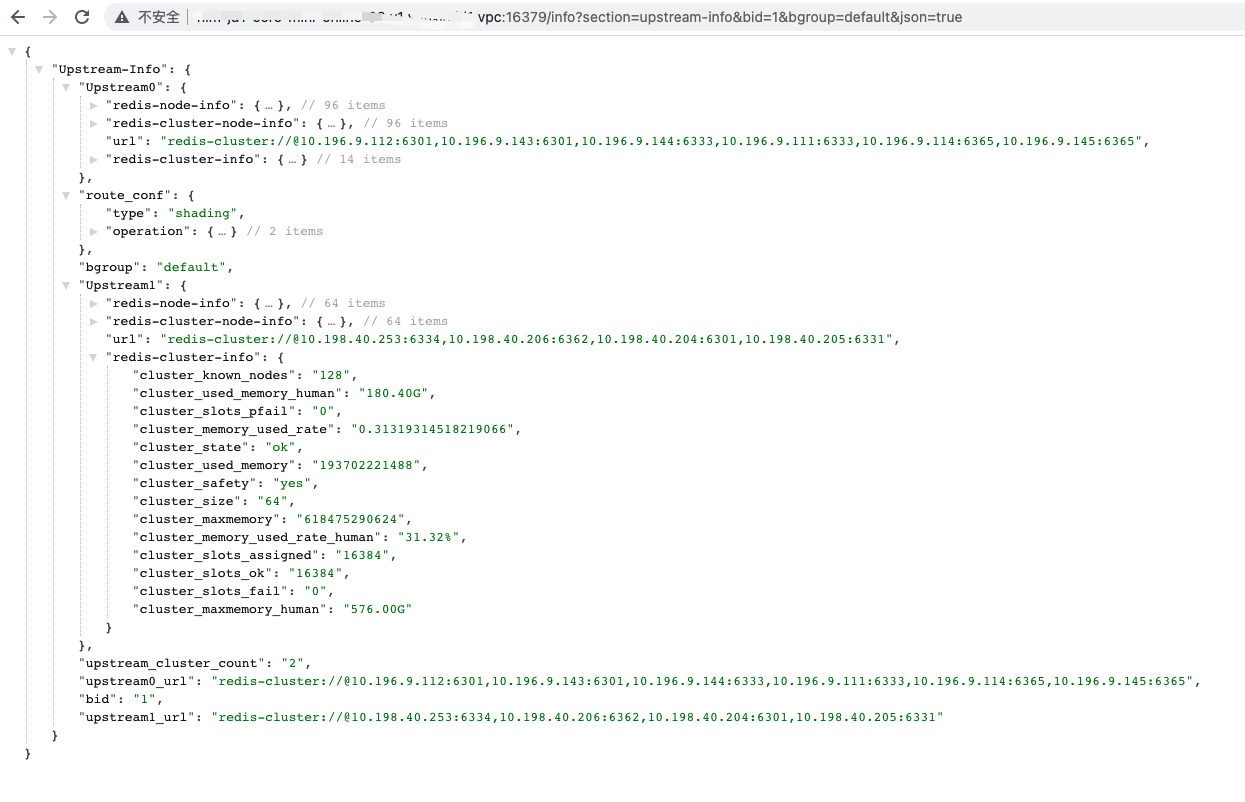 不安全
vpc:16379/info?section=upstream-info&bid=1&bgroup=default&json=true
{
"Upstream-Info": {
"Upstream0": {
"redis-node-info": {…}, // 96 items
"redis-cluster-node-info": {…}, // 96 items
"url": "redis-cluster://@10.196.9.112:6301,10.196.9.143:6301,10.196.9.144:6333,10.196.9.111:6333,10.196.9.114:6365,10.196.9.145:6365",
"redis-cluster-info": {…} // 14 items
},
"route_conf": {
"type": "shading",
"operation": {…} // 2 items
},
"bgroup": "default",
"Upstream1": {
"redis-node-info": {…}, // 64 items
"redis-cluster-node-info": {…}, // 64 items
"url": "redis-cluster://@10.198.40.253:6334,10.198.40.206:6362,10.198.40.204:6301,10.198.40.205:6331",
"redis-cluster-info": {
"cluster_known_nodes": "128",
"cluster_used_memory_human": "180.40G",
"cluster_slots_pfail": "0",
"cluster_memory_used_rate": "0.31319314518219066",
"cluster_state": "ok",
"cluster_used_memory": "193702221488",
"cluster_safety": "yes",
"cluster_size": "64",
"cluster_maxmemory": "618475290624",
"cluster_memory_used_rate_human": "31.32%",
"cluster_slots_assigned": "16384",
"cluster_slots_ok": "16384",
"cluster_slots_fail": "0",
"cluster_maxmemory_human": "576.00G"
}
},
"upstream_cluster_count": "2",
"upstream0_url": "redis-cluster://@10.196.9.112:6301,10.196.9.143:6301,10.196.9.144:6333,10.196.9.111:6333,10.196.9.114:6365,10.196.9.145:6365",
"bid": "1",
"upstream1_url": "redis-cluster://@10.198.40.253:6334,10.198.40.206:6362,10.198.40.204:6301,10.198.40.205:6331"
}
}